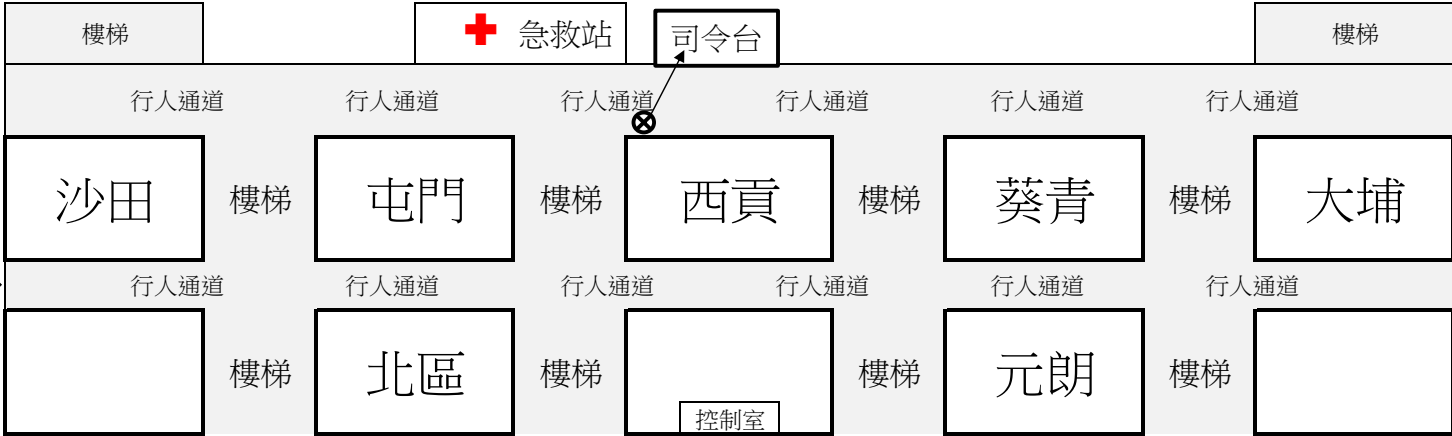 樓梯 急救站 司令台 樓梯
行人通道 行人通道 行人通道 行人通道 行人通道 行人通道
沙田 樓梯 屯門 樓梯 西貢 樓梯 葵青 樓梯 大埔
行人通道 行人通道 行人通道 行人通道 行人通道 行人通道
樓梯 北區 樓梯 樓梯 元朗 樓梯
控制室